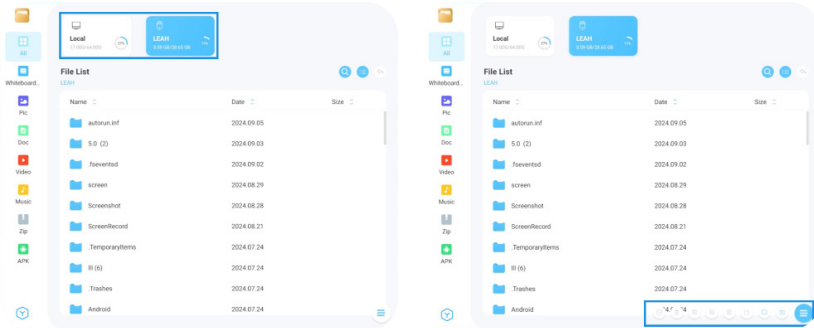 Local
LEAH
All
File List
LEAH
Whiteboard...
Name
Date
Size
Pic
autorun.inf
2024.09.05
Doc
5.0 (2)
2024.09.03
.fseventsd
2024.09.02
Video
screen
2024.08.29
Music
Screenshot
2024.08.28
Zip
ScreenRecord
2024.08.21
.TemporaryItems
2024.07.24
APK
III (6)
2024.07.24
.Trashes
2024.07.24
Android
2024.07.24
Local
LEAH
All
File List
LEAH
Whiteboard...
Name
Date
Size
Pic
autorun.inf
2024.09.05
Doc
5.0 (2)
2024.09.03
.fseventsd
2024.09.02
Video
screen
2024.08.29
Music
Screenshot
2024.08.28
Zip
ScreenRecord
2024.08.21
.TemporaryItems
2024.07.24
APK
III (6)
2024.07.24
.Trashes
2024.07.24
Android